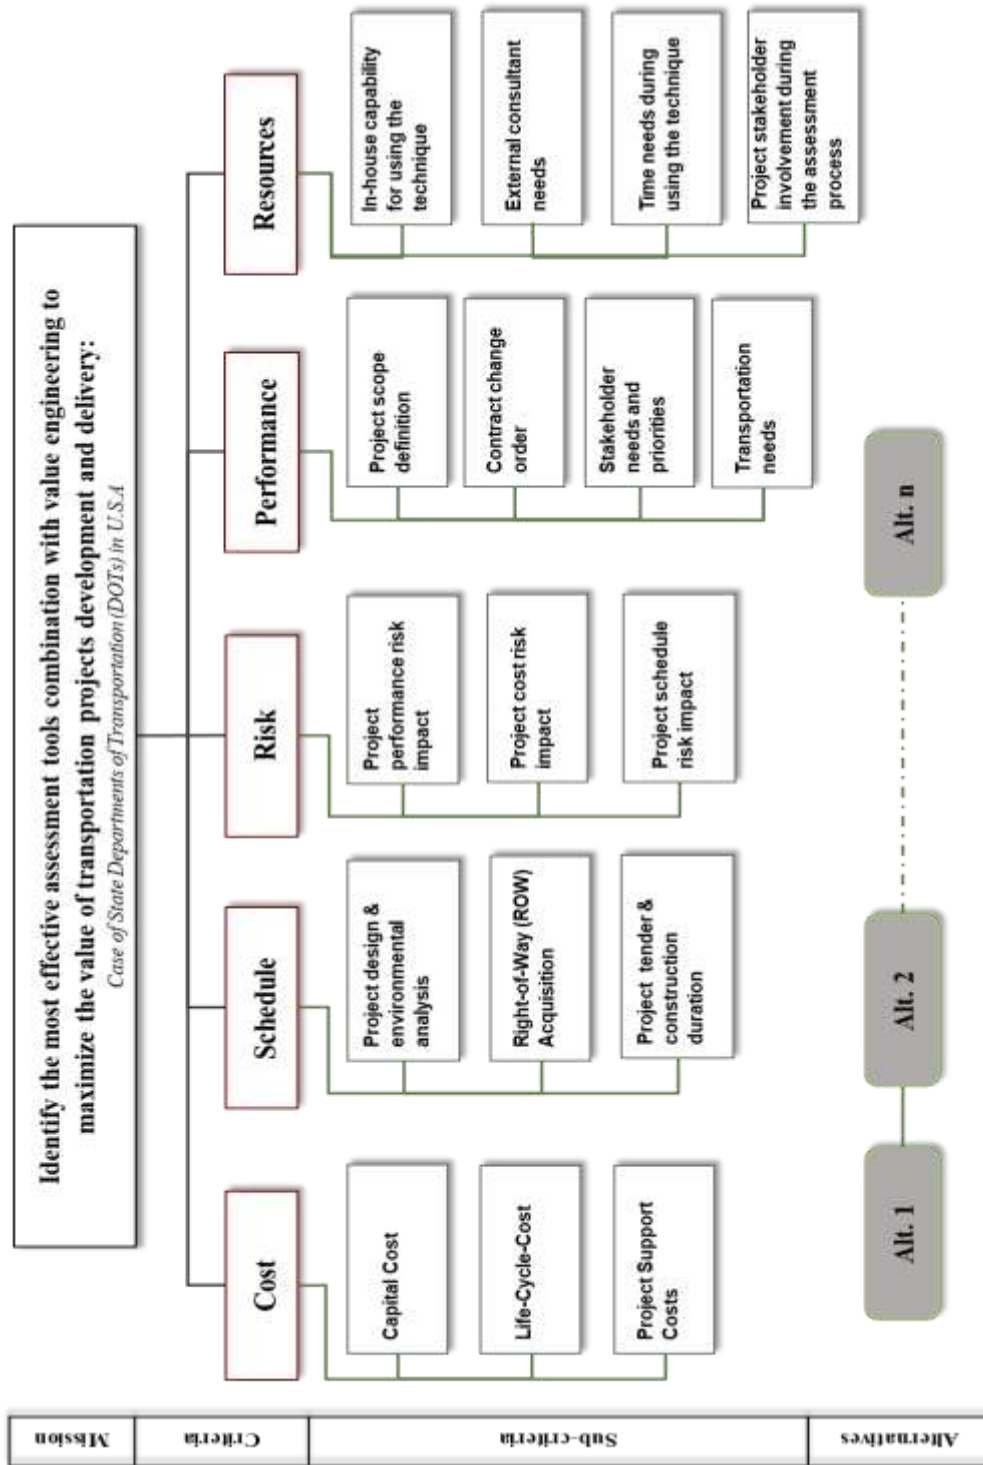 Mission
Identify the most effective assessment tools combination with value engineering to
maximize the value of transportation projects development and delivery:
Case of State Departments of Transportation (DOTs) in U.S.A
Criteria
Cost
Schedule
Risk
Performance
Resources
Sub-criteria
Capital Cost
Life-Cycle-Cost
Project Support
Costs
Project design &
environmental
analysis
Right-of-Way (ROW)
Acquisition
Project tender &
construction
duration
Project
performance risk
impact
Project cost risk
impact
Project schedule
risk impact
Project scope
definition
Contract change
order
Stakeholder
needs and
priorities
Transportation
needs
In-house capability
for using the
technique
External consultant
needs
Time needs during
using the technique
Project stakeholder
involvement during
the assessment
process
Alternatives
Alt. 1
Alt. 2
Alt. n